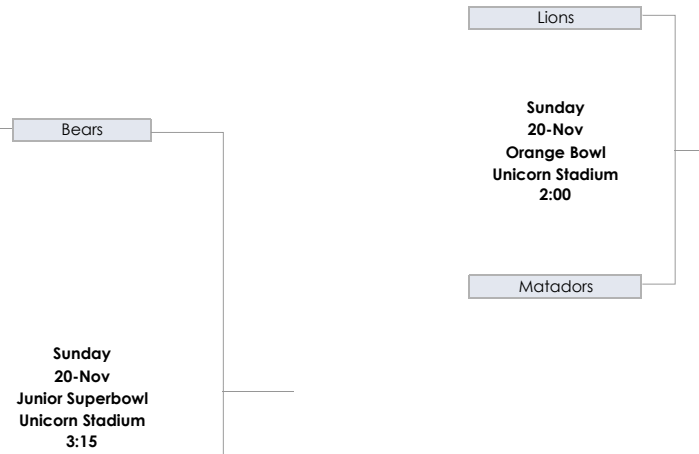 Lions
Sunday
20-Nov
Orange Bowl
Unicorn Stadium
2:00
Matadors
Bears
Sunday
20-Nov
Junior Superbowl
Unicorn Stadium
3:15